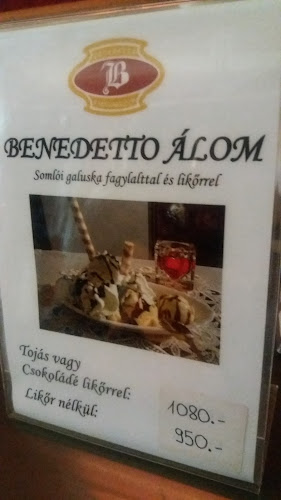 B
BENEDETTO ÁLOM
Somlói galuska fagylalttal és likőrrel
Tojás vagy
Csokoládé likőrrel:
1080.-
Likőr nélkül:
950.-